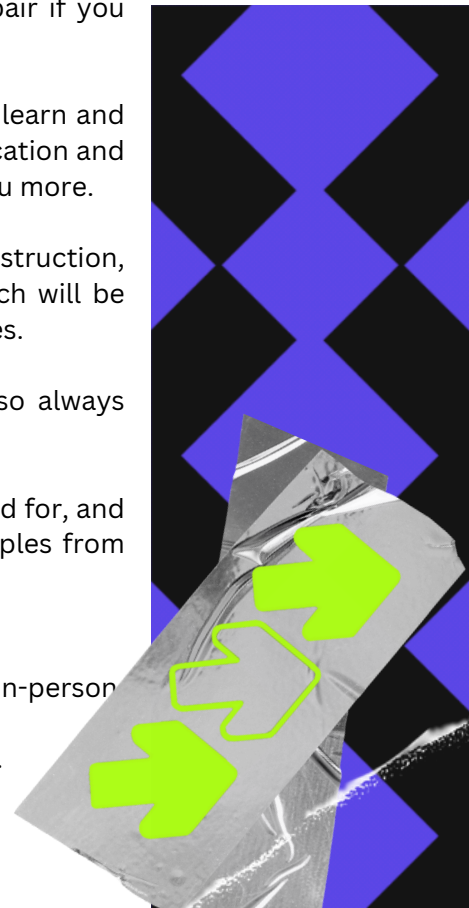 pair if you
learn and
cation and
u more.
struction,
ch will be
es.
so always
d for, and
ples from
n-person
.